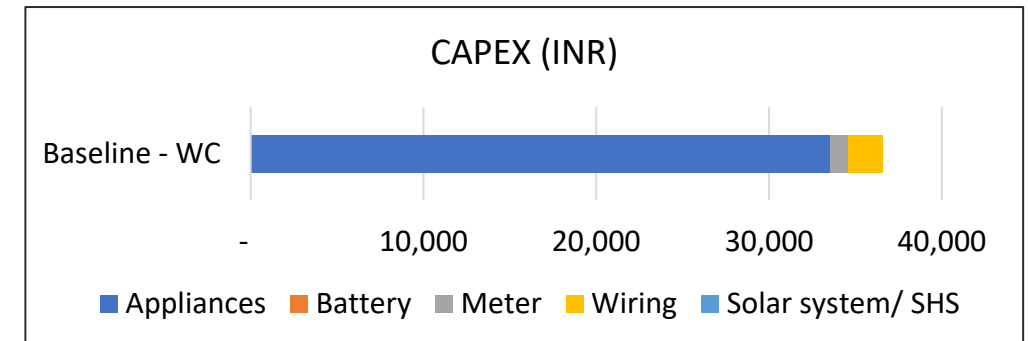 CAPEX (INR)
Baseline - WC
- 10,000 20,000 30,000 40,000
Appliances Battery Meter Wiring Solar system/ SHS